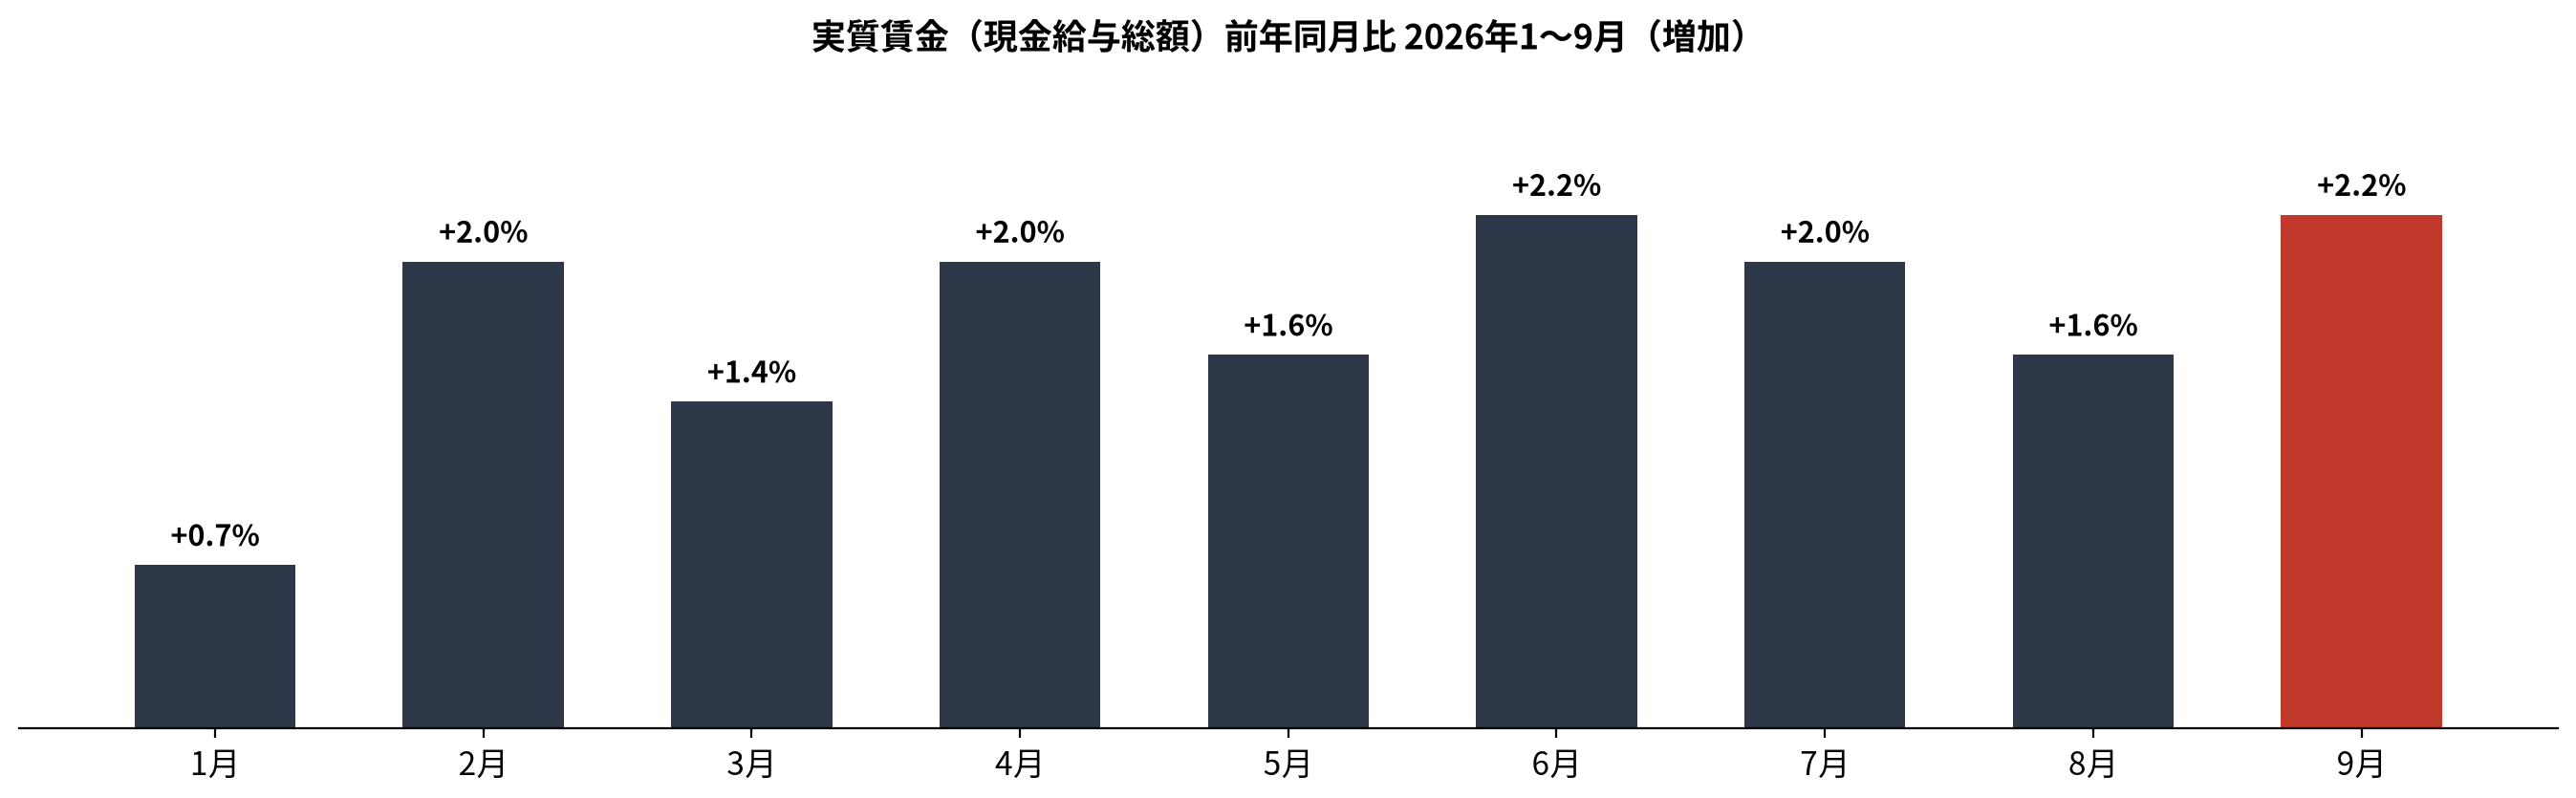 実質賃金（現金給与総額）前年同月比 2026年1～9月（増加）
+0.7%
+2.0%
+1.4%
+2.0%
+1.6%
+2.2%
+2.0%
+1.6%
+2.2%
1月
2月
3月
4月
5月
6月
7月
8月
9月